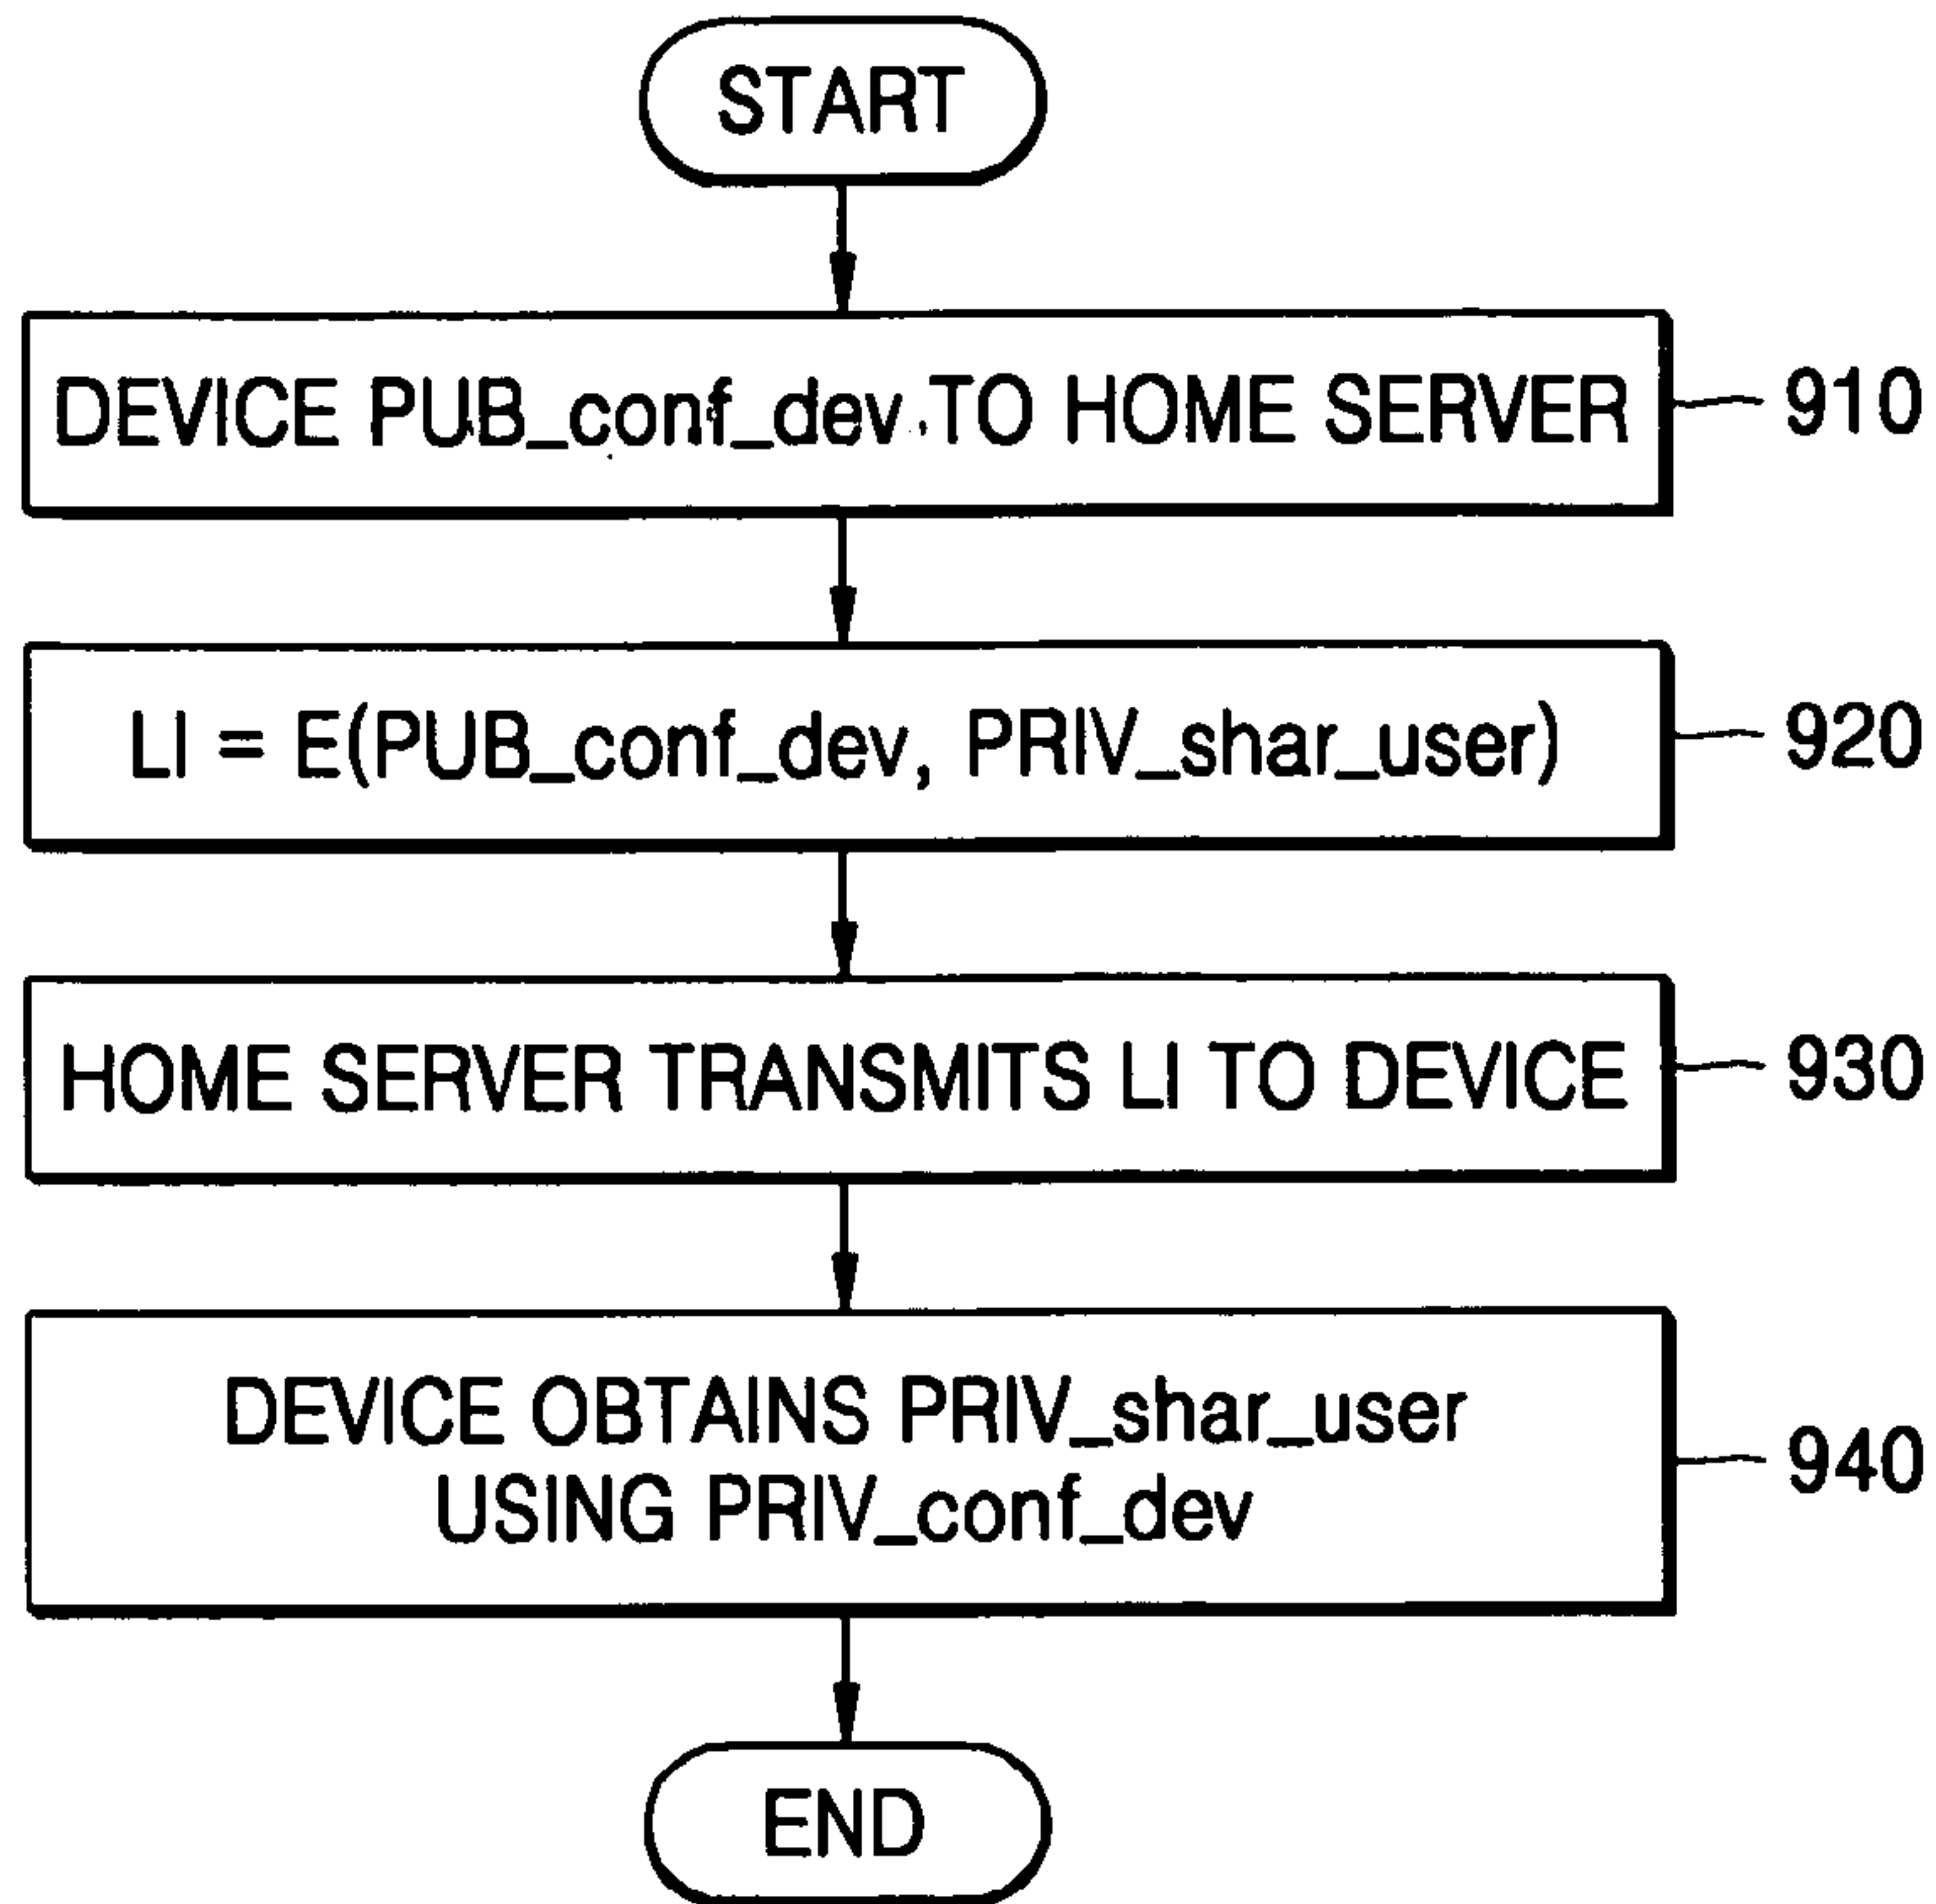 START
DEVICE PUB_conf_dev TO HOME SERVER
910
LI = E(PUB_conf_dev, PRIV_shar_user)
920
HOME SERVER TRANSMITS LI TO DEVICE
930
DEVICE OBTAINS PRIV_shar_user
USING PRIV_conf_dev
940
END